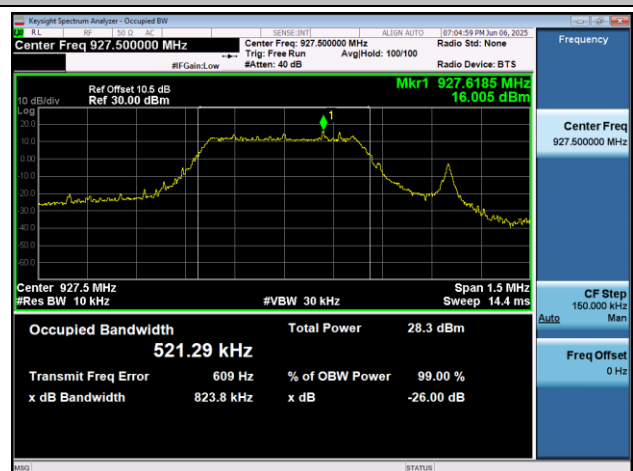 Keysight Spectrum Analyzer - Occupied BW
RL RF 50 Ω AC SENSE:INT ALIGN AUTO 07:04:59 PM Jun 06, 2025
Center Freq 927.500000 MHz
Center Freq: 927.500000 MHz Radio Std: None
Trig: Free Run Avg|Hold: 100/100
#IFGain:Low #Atten: 40 dB Radio Device: BTS
Frequency
Ref Offset 10.5 dB
10 dB/div Ref 30.00 dBm
Mkr1 927.6185 MHz
16.005 dBm
Log
20.0
10.0
0.00
-10.0
-20.0
-30.0
-40.0
-50.0
-60.0
1
Center 927.5 MHz Span 1.5 MHz
#Res BW 10 kHz #VBW 30 kHz Sweep 14.4 ms
Occupied Bandwidth Total Power 28.3 dBm
521.29 kHz
Transmit Freq Error 609 Hz % of OBW Power 99.00 %
x dB Bandwidth 823.8 kHz x dB -26.00 dB
Center Freq
927.500000 MHz
CF Step
150.000 kHz
Auto Man
Freq Offset
0 Hz
MSG STATUS